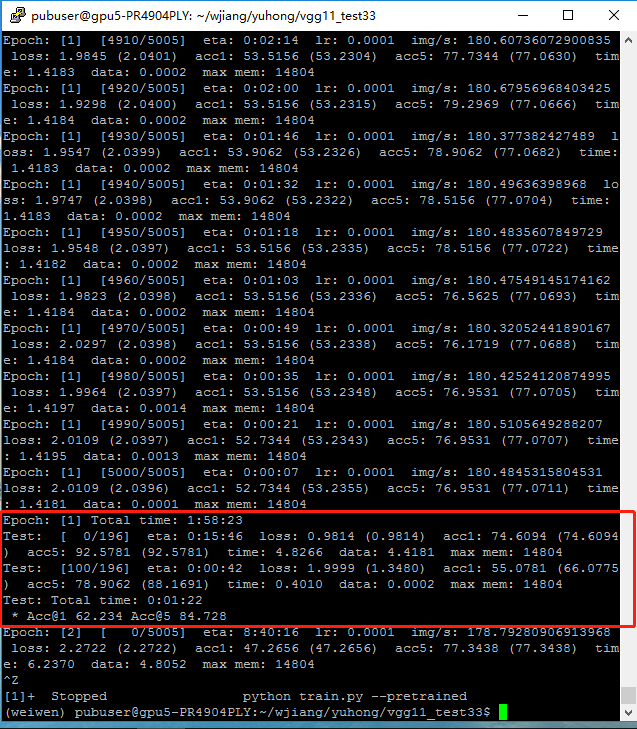 pubuser@gpu5-PR4904PLY: ~/wjiang/yuhong/vgg11_test33
Epoch: [1]  [4910/5005]  eta: 0:02:14  lr: 0.0001  img/s: 180.60736072900835
 loss: 1.9845 (2.0401)  acc1: 53.5156 (53.2304)  acc5: 77.7344 (77.0630)  tim
e: 1.4183  data: 0.0002  max mem: 14804
Epoch: [1]  [4920/5005]  eta: 0:02:00  lr: 0.0001  img/s: 180.67956968403425
 loss: 1.9298 (2.0400)  acc1: 53.5156 (53.2315)  acc5: 79.2969 (77.0666)  tim
e: 1.4184  data: 0.0002  max mem: 14804
Epoch: [1]  [4930/5005]  eta: 0:01:46  lr: 0.0001  img/s: 180.377382427489  l
oss: 1.9547 (2.0399)  acc1: 53.9062 (53.2326)  acc5: 78.9062 (77.0682)  time:
 1.4183  data: 0.0002  max mem: 14804
Epoch: [1]  [4940/5005]  eta: 0:01:32  lr: 0.0001  img/s: 180.49636398968  lo
ss: 1.9747 (2.0398)  acc1: 53.9062 (53.2322)  acc5: 78.5156 (77.0704)  time:
1.4183  data: 0.0002  max mem: 14804
Epoch: [1]  [4950/5005]  eta: 0:01:18  lr: 0.0001  img/s: 180.4835607849729
loss: 1.9548 (2.0397)  acc1: 53.5156 (53.2335)  acc5: 78.5156 (77.0722)  time
: 1.4182  data: 0.0002  max mem: 14804
Epoch: [1]  [4960/5005]  eta: 0:01:03  lr: 0.0001  img/s: 180.47549145174162
 loss: 1.9823 (2.0398)  acc1: 53.5156 (53.2336)  acc5: 76.5625 (77.0693)  tim
e: 1.4184  data: 0.0002  max mem: 14804
Epoch: [1]  [4970/5005]  eta: 0:00:49  lr: 0.0001  img/s: 180.32052441890167
 loss: 2.0297 (2.0398)  acc1: 53.5156 (53.2338)  acc5: 76.1719 (77.0688)  tim
e: 1.4184  data: 0.0002  max mem: 14804
Epoch: [1]  [4980/5005]  eta: 0:00:35  lr: 0.0001  img/s: 180.42524120874995
 loss: 1.9964 (2.0397)  acc1: 53.5156 (53.2348)  acc5: 76.9531 (77.0705)  tim
e: 1.4197  data: 0.0014  max mem: 14804
Epoch: [1]  [4990/5005]  eta: 0:00:21  lr: 0.0001  img/s: 180.5105649288207
loss: 2.0109 (2.0397)  acc1: 52.7344 (53.2343)  acc5: 76.9531 (77.0707)  time
: 1.4195  data: 0.0013  max mem: 14804
Epoch: [1]  [5000/5005]  eta: 0:00:07  lr: 0.0001  img/s: 180.4845315804531
loss: 2.0109 (2.0396)  acc1: 52.7344 (53.2355)  acc5: 76.9531 (77.0711)  time
: 1.4181  data: 0.0001  max mem: 14804
Epoch: [1] Total time: 1:58:23
Test:  [  0/196]  eta: 0:15:46  loss: 0.9814 (0.9814)  acc1: 74.6094 (74.6094
)  acc5: 92.5781 (92.5781)  time: 4.8266  data: 4.4181  max mem: 14804
Test:  [100/196]  eta: 0:00:42  loss: 1.9999 (1.3480)  acc1: 55.0781 (66.0775
)  acc5: 78.9062 (88.1691)  time: 0.4010  data: 0.0002  max mem: 14804
Test: Total time: 0:01:22
 * Acc@1 62.234 Acc@5 84.728
Epoch: [2]  [   0/5005]  eta: 8:40:16  lr: 0.0001  img/s: 178.79280906913968
 loss: 2.2722 (2.2722)  acc1: 47.2656 (47.2656)  acc5: 77.3438 (77.3438)  tim
e: 6.2370  data: 4.8052  max mem: 14804
^Z
[1]+  Stopped                 python train.py --pretrained
(weiwen) pubuser@gpu5-PR4904PLY:~/wjiang/yuhong/vgg11_test33$